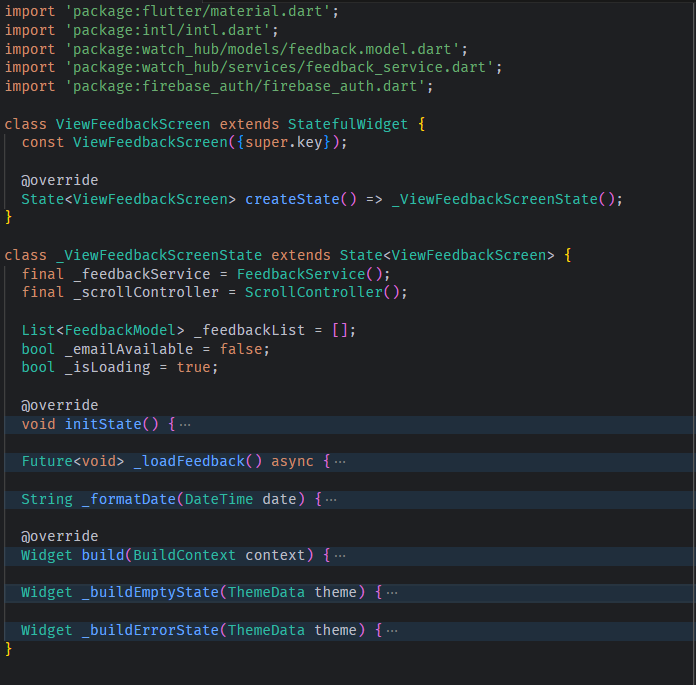 import 'package:flutter/material.dart';
import 'package:intl/intl.dart';
import 'package:watch_hub/models/feedback.model.dart';
import 'package:watch_hub/services/feedback_service.dart';
import 'package:firebase_auth/firebase_auth.dart';

class ViewFeedbackScreen extends StatefulWidget {
  const ViewFeedbackScreen({super.key});

  @override
  State<ViewFeedbackScreen> createState() => _ViewFeedbackScreenState();
}

class _ViewFeedbackScreenState extends State<ViewFeedbackScreen> {
  final _feedbackService = FeedbackService();
  final _scrollController = ScrollController();

  List<FeedbackModel> _feedbackList = [];
  bool _emailAvailable = false;
  bool _isLoading = true;

  @override
  void initState() {⋯

  Future<void> _loadFeedback() async {⋯

  String _formatDate(DateTime date) {⋯

  @override
  Widget build(BuildContext context) {⋯

  Widget _buildEmptyState(ThemeData theme) {⋯

  Widget _buildErrorState(ThemeData theme) {⋯
}